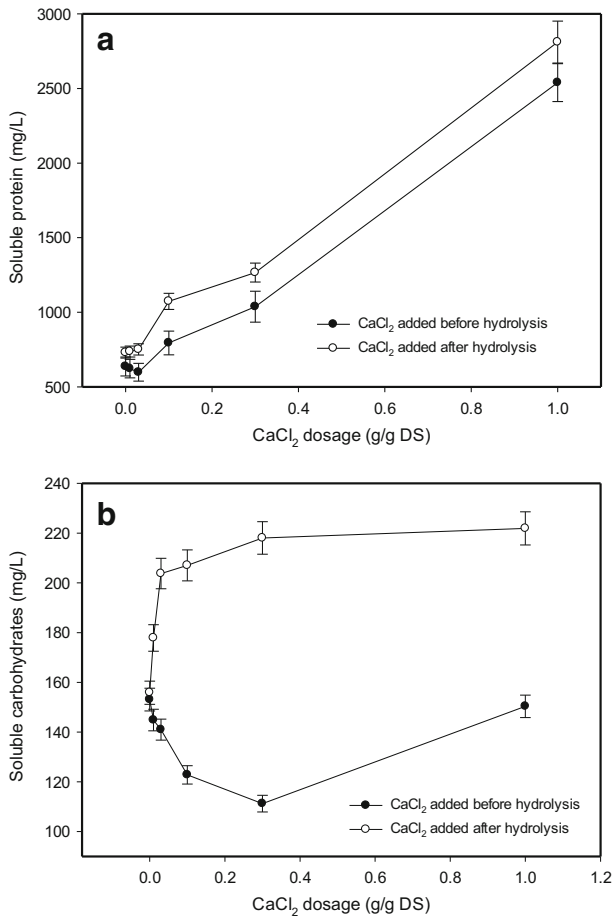 a
3000
2500
2000
1500
1000
500
Soluble protein (mg/L)
CaCl₂ added before hydrolysis
CaCl₂ added after hydrolysis
0.0 0.2 0.4 0.6 0.8 1.0
CaCl₂ dosage (g/g DS)
b
240
220
200
180
160
140
120
100
Soluble carbohydrates (mg/L)
CaCl₂ added before hydrolysis
CaCl₂ added after hydrolysis
0.0 0.2 0.4 0.6 0.8 1.0 1.2
CaCl₂ dosage (g/g DS)